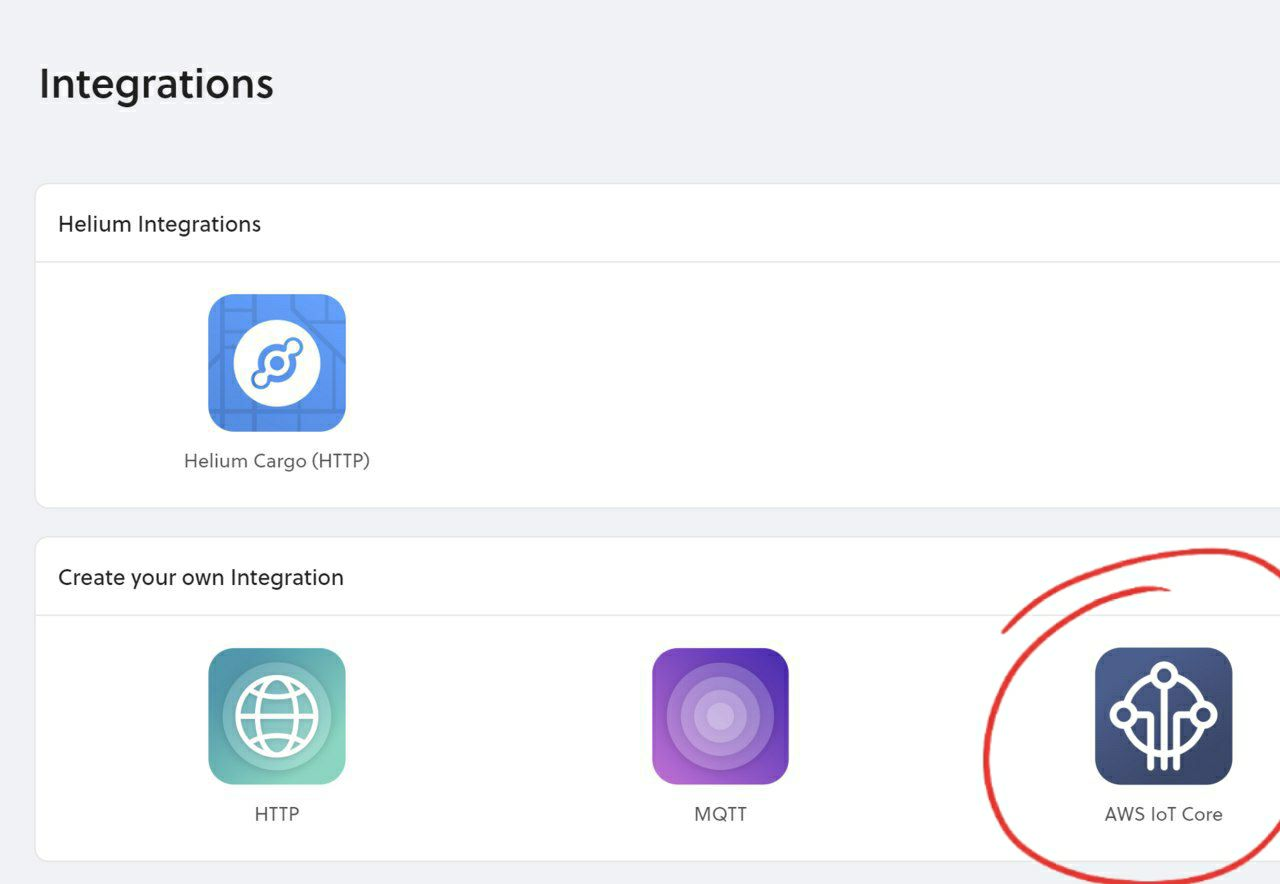 Integrations
Helium Integrations
Helium Cargo (HTTP)
Create your own Integration
HTTP
MQTT
AWS IoT Core